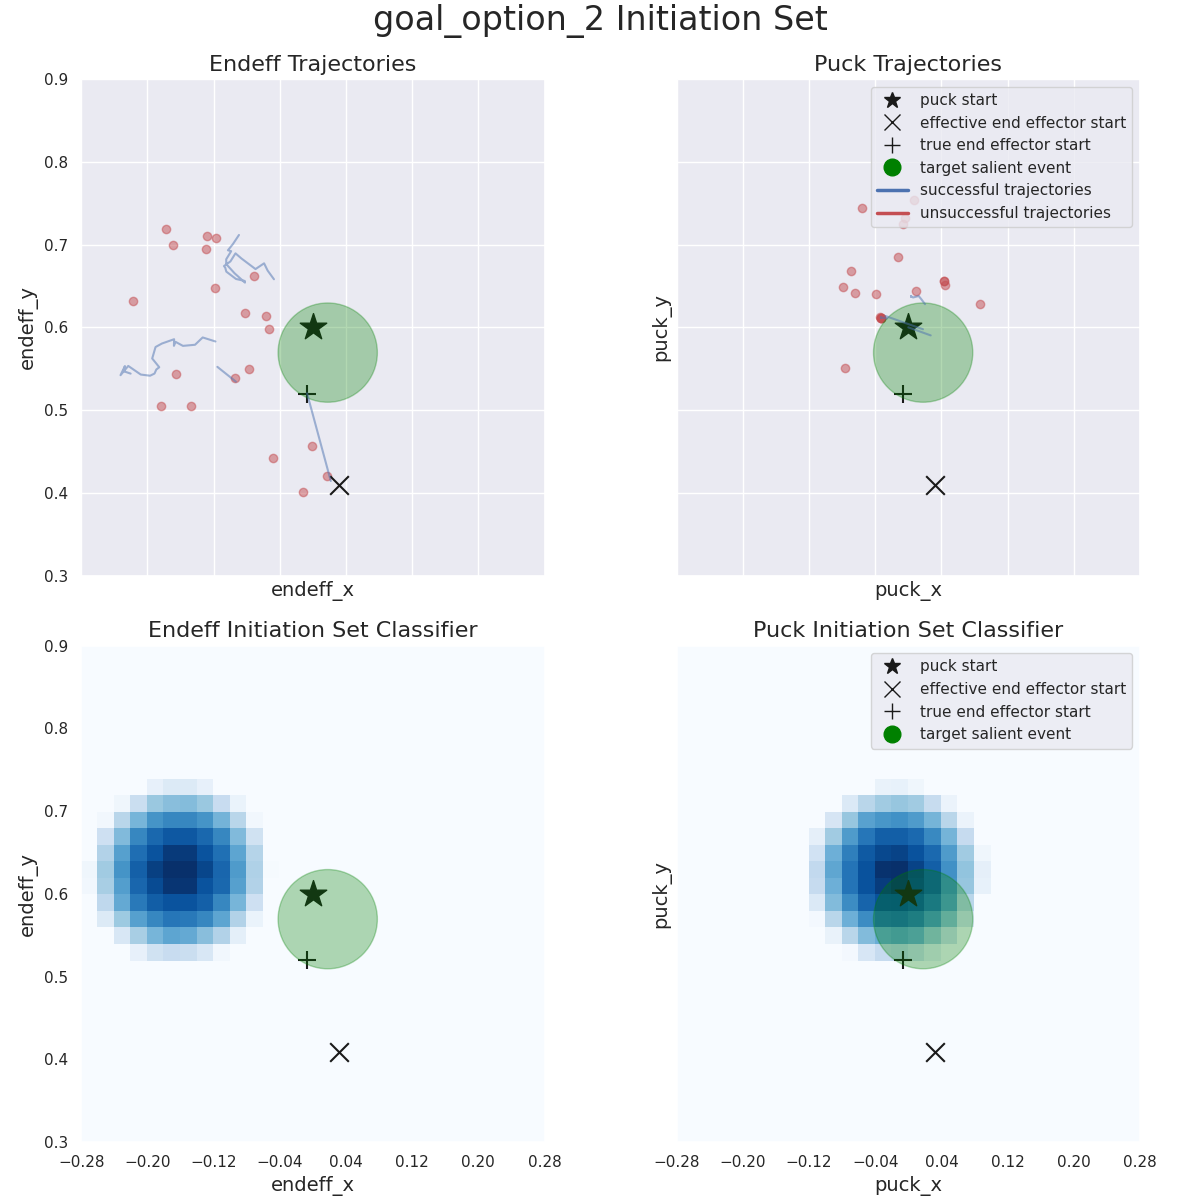 goal_option_2 Initiation Set
Endeff Trajectories
0.9
0.8
0.7
0.6
0.5
0.4
0.3
endeff_y
endeff_x
Puck Trajectories
puck start
effective end effector start
true end effector start
target salient event
successful trajectories
unsuccessful trajectories
puck_y
puck_x
Endeff Initiation Set Classifier
0.9
0.8
0.7
0.6
0.5
0.4
0.3
endeff_y
−0.28 −0.20 −0.12 −0.04 0.04 0.12 0.20 0.28
endeff_x
Puck Initiation Set Classifier
puck start
effective end effector start
true end effector start
target salient event
puck_y
−0.28 −0.20 −0.12 −0.04 0.04 0.12 0.20 0.28
puck_x